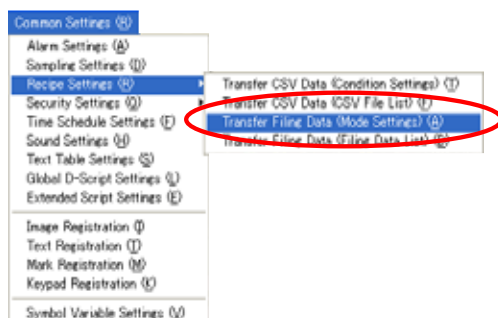 Common Settings (R)
Alarm Settings (A)
Sampling Settings (D)
Recipe Settings (R)
Security Settings (Q)
Time Schedule Settings (F)
Sound Settings (H)
Text Table Settings (S)
Global D-Script Settings (L)
Extended Script Settings (E)
Image Registration (I)
Text Registration (T)
Mark Registration (M)
Keypad Registration (K)
Symbol Variable Settings (V)
Transfer CSV Data (Condition Settings) (T)
Transfer CSV Data (CSV File List) (F)
Transfer Filing Data (Mode Settings) (A)
Transfer Filing Data (Filing Data List) (D)